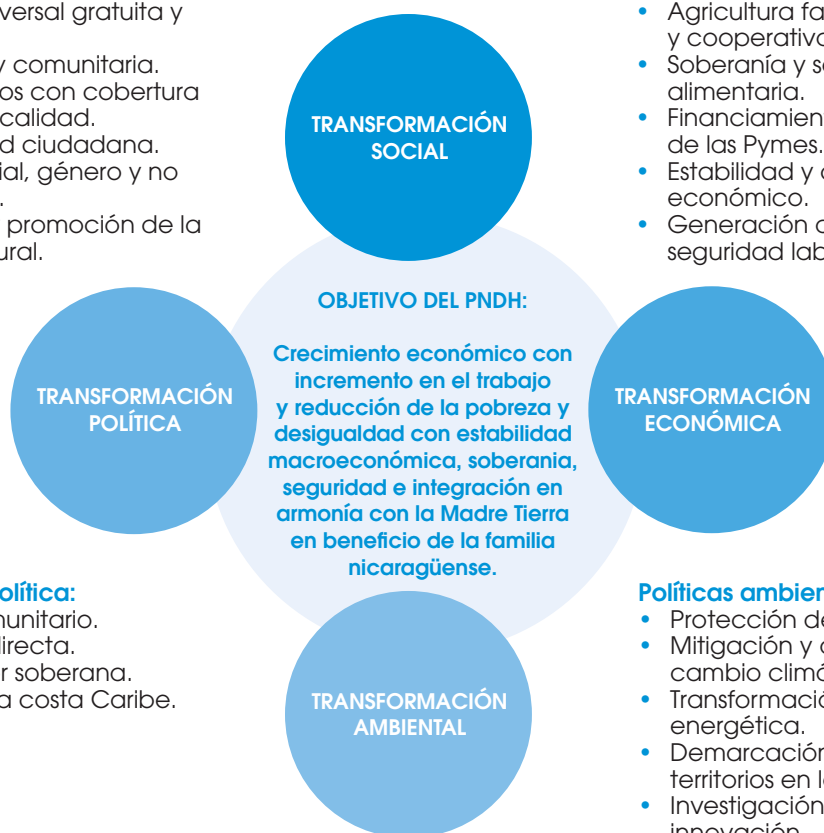 versal gratuita y
y comunitaria.
os con cobertura
calidad.
d ciudadana.
ial, género y no
promoción de la
ural.
TRANSFORMACIÓN
SOCIAL
Agricultura fa
y cooperativ
Soberanía y s
alimentaria.
Financiamien
de las Pymes.
Estabilidad y
económico.
Generación
seguridad lab
TRANSFORMACIÓN
POLÍTICA
OBJETIVO DEL PNDH:
Crecimiento económico con
incremento en el trabajo
y reducción de la pobreza y
desigualdad con estabilidad
macroeconómica, soberania,
seguridad e integración en
armonía con la Madre Tierra
en beneficio de la familia
nicaragüense.
TRANSFORMACIÓN
ECONÓMICA
olítica:
unitario.
directa.
r soberana.
a costa Caribe.
TRANSFORMACIÓN
AMBIENTAL
Políticas ambien
• Protección de
• Mitigación y
cambio climá
• Transformació
energética.
• Demarcación
territorios en l
• Investigación
innovación